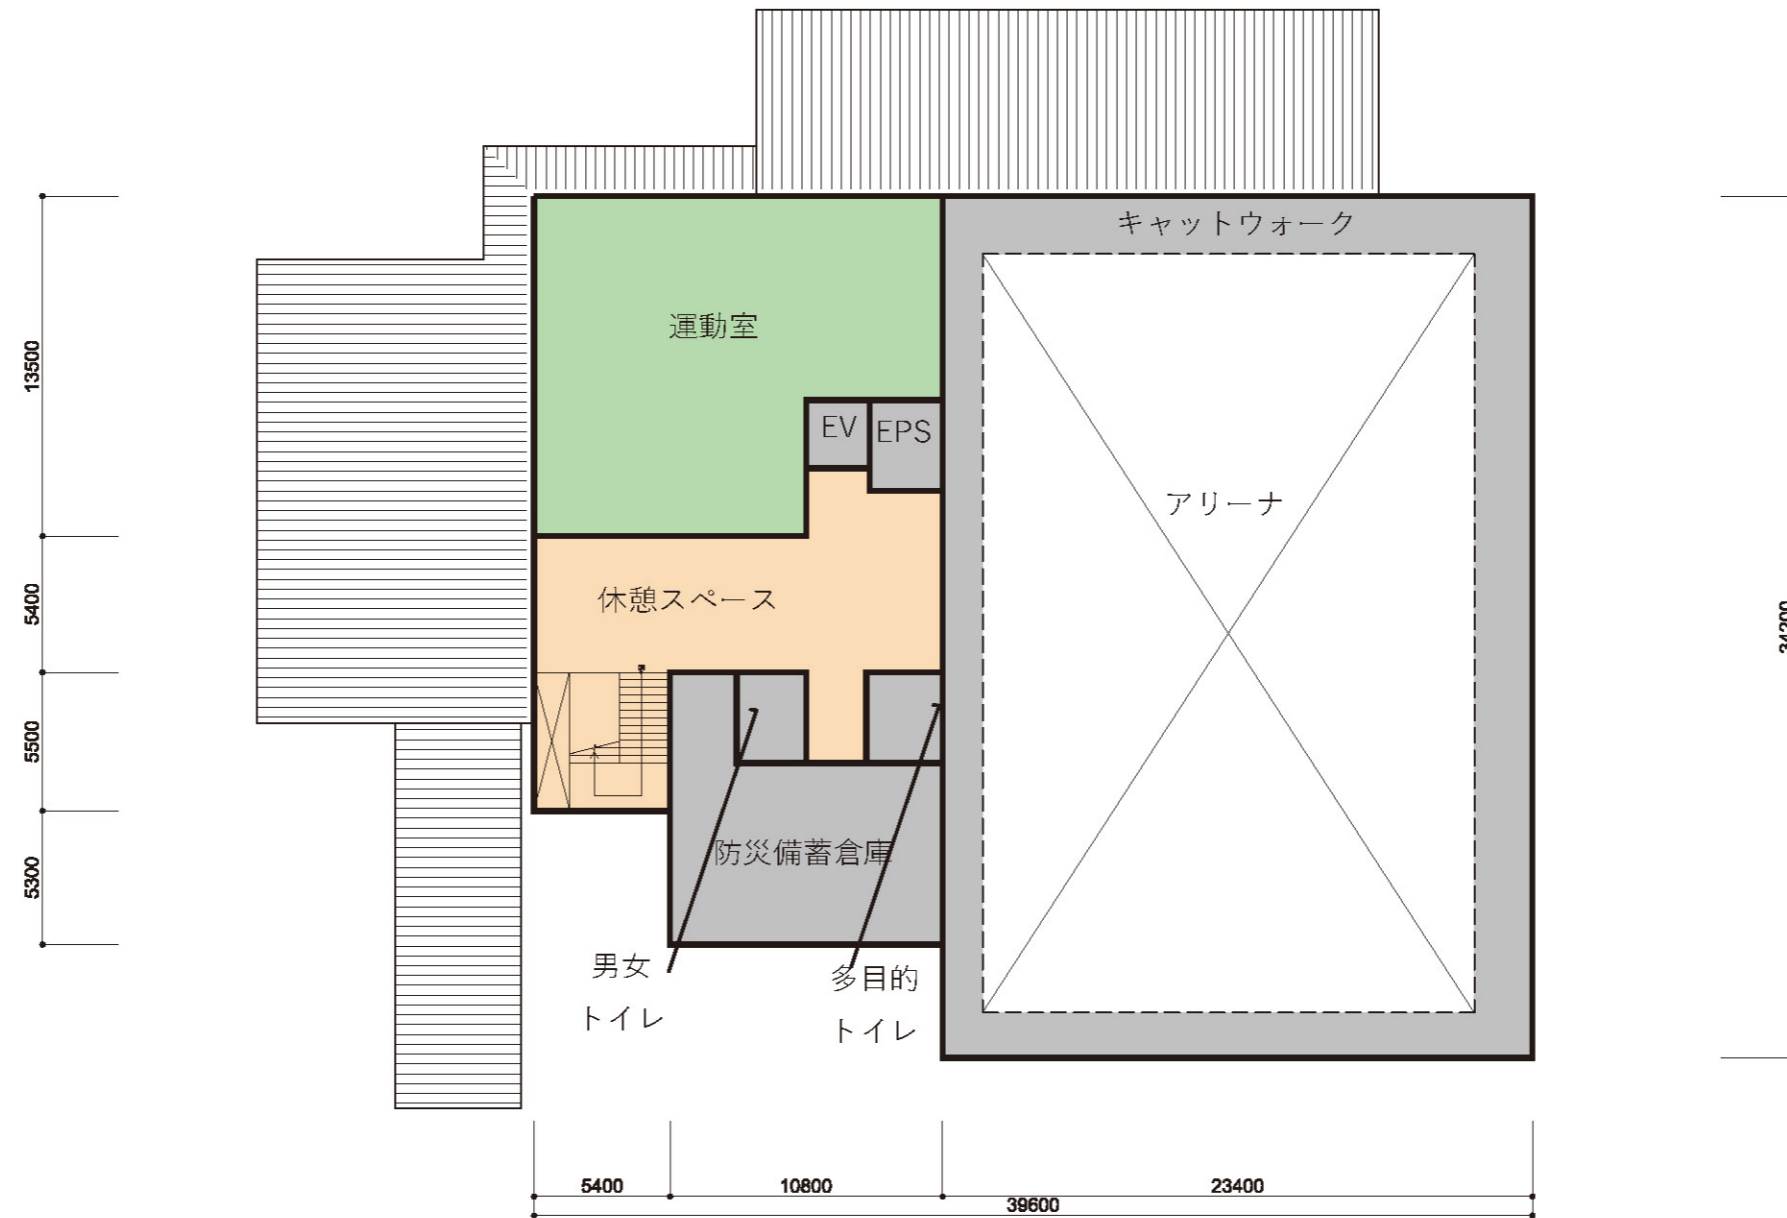 キャットウォーク
運動室
EV
EPS
アリーナ
休憩スペース
防災備蓄倉庫
男女
トイレ
多目的
トイレ
13500
5400
5500
5300
34200
5400
10800
23400
39600